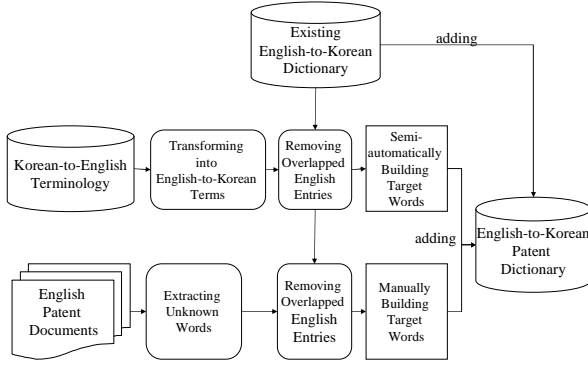 Existing
English-to-Korean
Dictionary
adding
Korean-to-English
Terminology
Transforming
into
English-to-Korean
Terms
Removing
Overlapped
English
Entries
Semi-
automatically
Building
Target
Words
English-to-Korean
Patent
Dictionary
adding
English
Patent
Documents
Extracting
Unknown
Words
Removing
Overlapped
English
Entries
Manually
Building
Target
Words